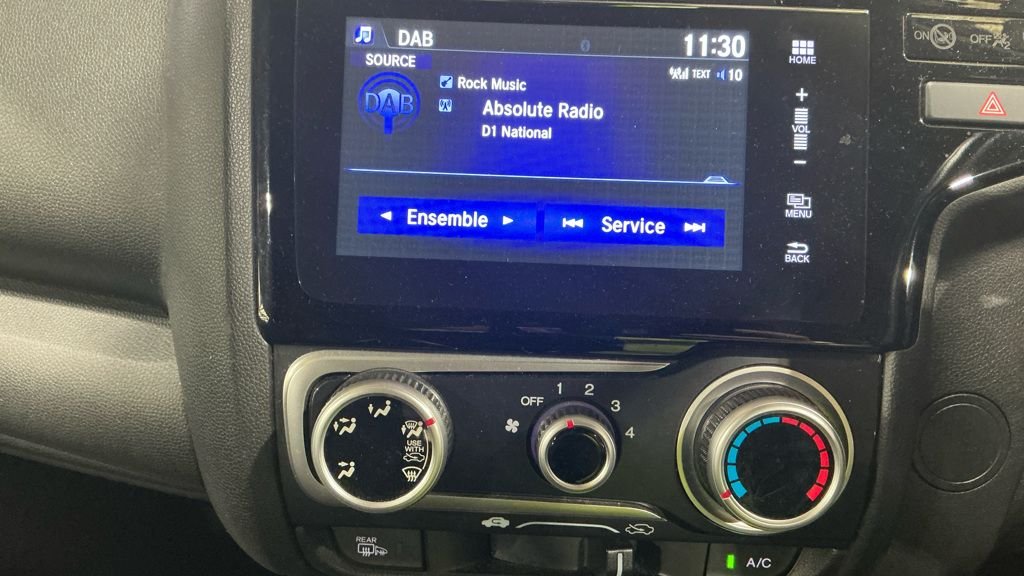 DAB
11:30
SOURCE
TEXT 10
DAB
Rock Music
Absolute Radio
D1 National
Ensemble
Service
HOME
+
VOL
−
MENU
BACK
ON
OFF
OFF
1
2
3
4
USE
WITH
REAR
A/C